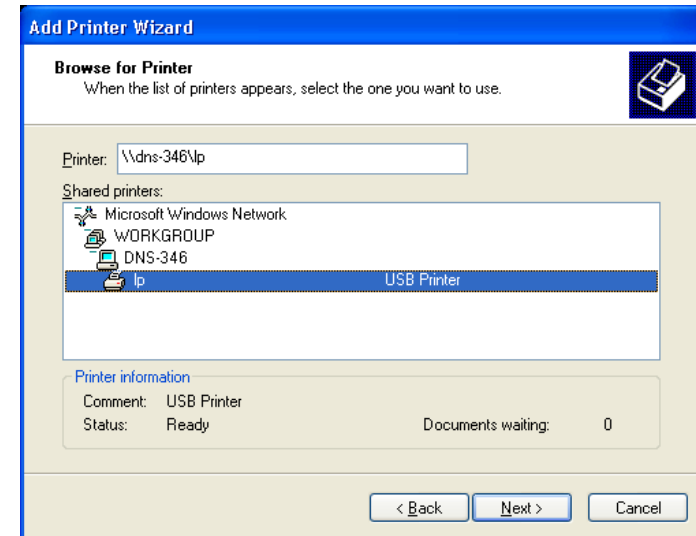 Add Printer Wizard
Browse for Printer
When the list of printers appears, select the one you want to use.
Printer: \\dns-346\lp
Shared printers:
Microsoft Windows Network
WORKGROUP
DNS-346
lp USB Printer
Printer information
Comment: USB Printer
Status: Ready Documents waiting: 0
< Back Next > Cancel